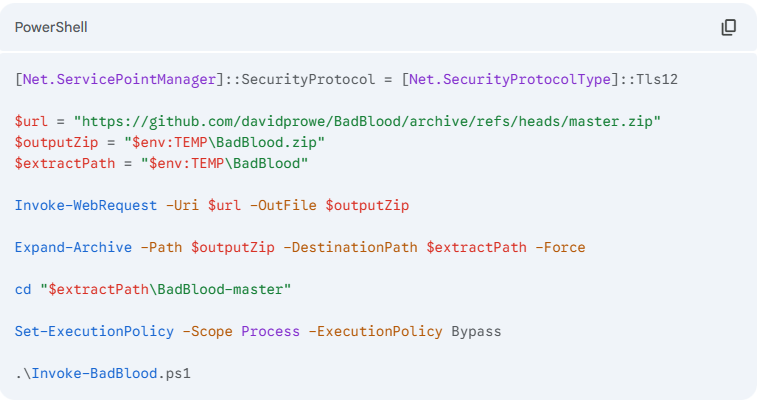 PowerShell
[Net.ServicePointManager]::SecurityProtocol = [Net.SecurityProtocolType]::Tls12
$url = "https://github.com/davidprowe/BadBlood/archive/refs/heads/master.zip"
$outputZip = "$env:TEMP\BadBlood.zip"
$extractPath = "$env:TEMP\BadBlood"
Invoke-WebRequest -Uri $url -OutFile $outputZip
Expand-Archive -Path $outputZip -DestinationPath $extractPath -Force
cd "$extractPath\BadBlood-master"
Set-ExecutionPolicy -Scope Process -ExecutionPolicy Bypass
.\Invoke-BadBlood.ps1